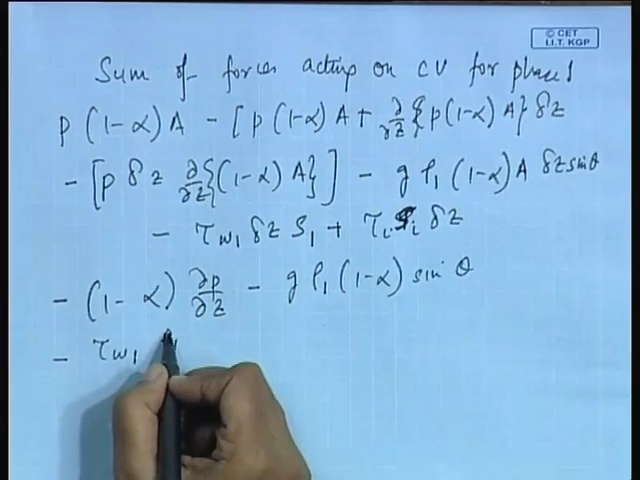 © CET
I.I.T. KGP
Sum of forces acting on CV for phase 1
p (1-α) A - [p (1-α) A + ∂/∂z {p (1-α) A} δz
- [p δz ∂/∂z {(1-α) A}] - g ρ₁ (1-α) A δz sinθ
- τw₁ δz S₁ + τi Si δz
- (1-α) ∂p/∂z - g ρ₁ (1-α) sin θ
- τw₁